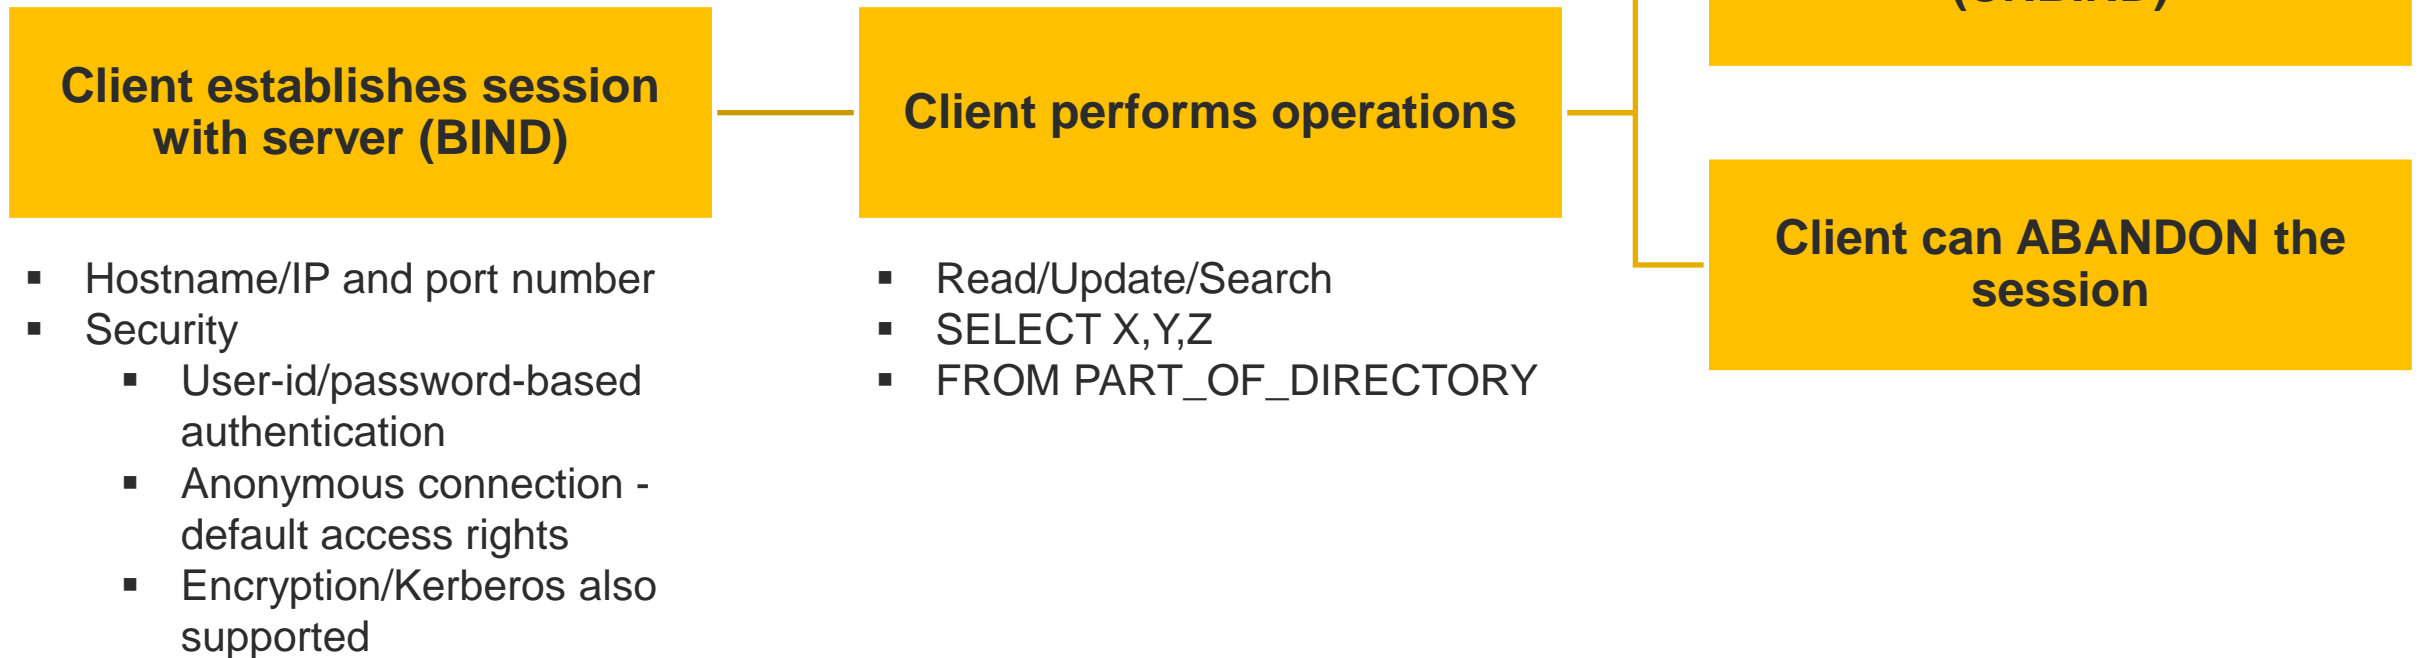 Client establishes session
with server (BIND)
▪ Hostname/IP and port number
▪ Security
▪ User-id/password-based
authentication
▪ Anonymous connection -
default access rights
▪ Encryption/Kerberos also
supported
Client performs operations
▪ Read/Update/Search
▪ SELECT X,Y,Z
▪ FROM PART_OF_DIRECTORY
Client can ABANDON the
session